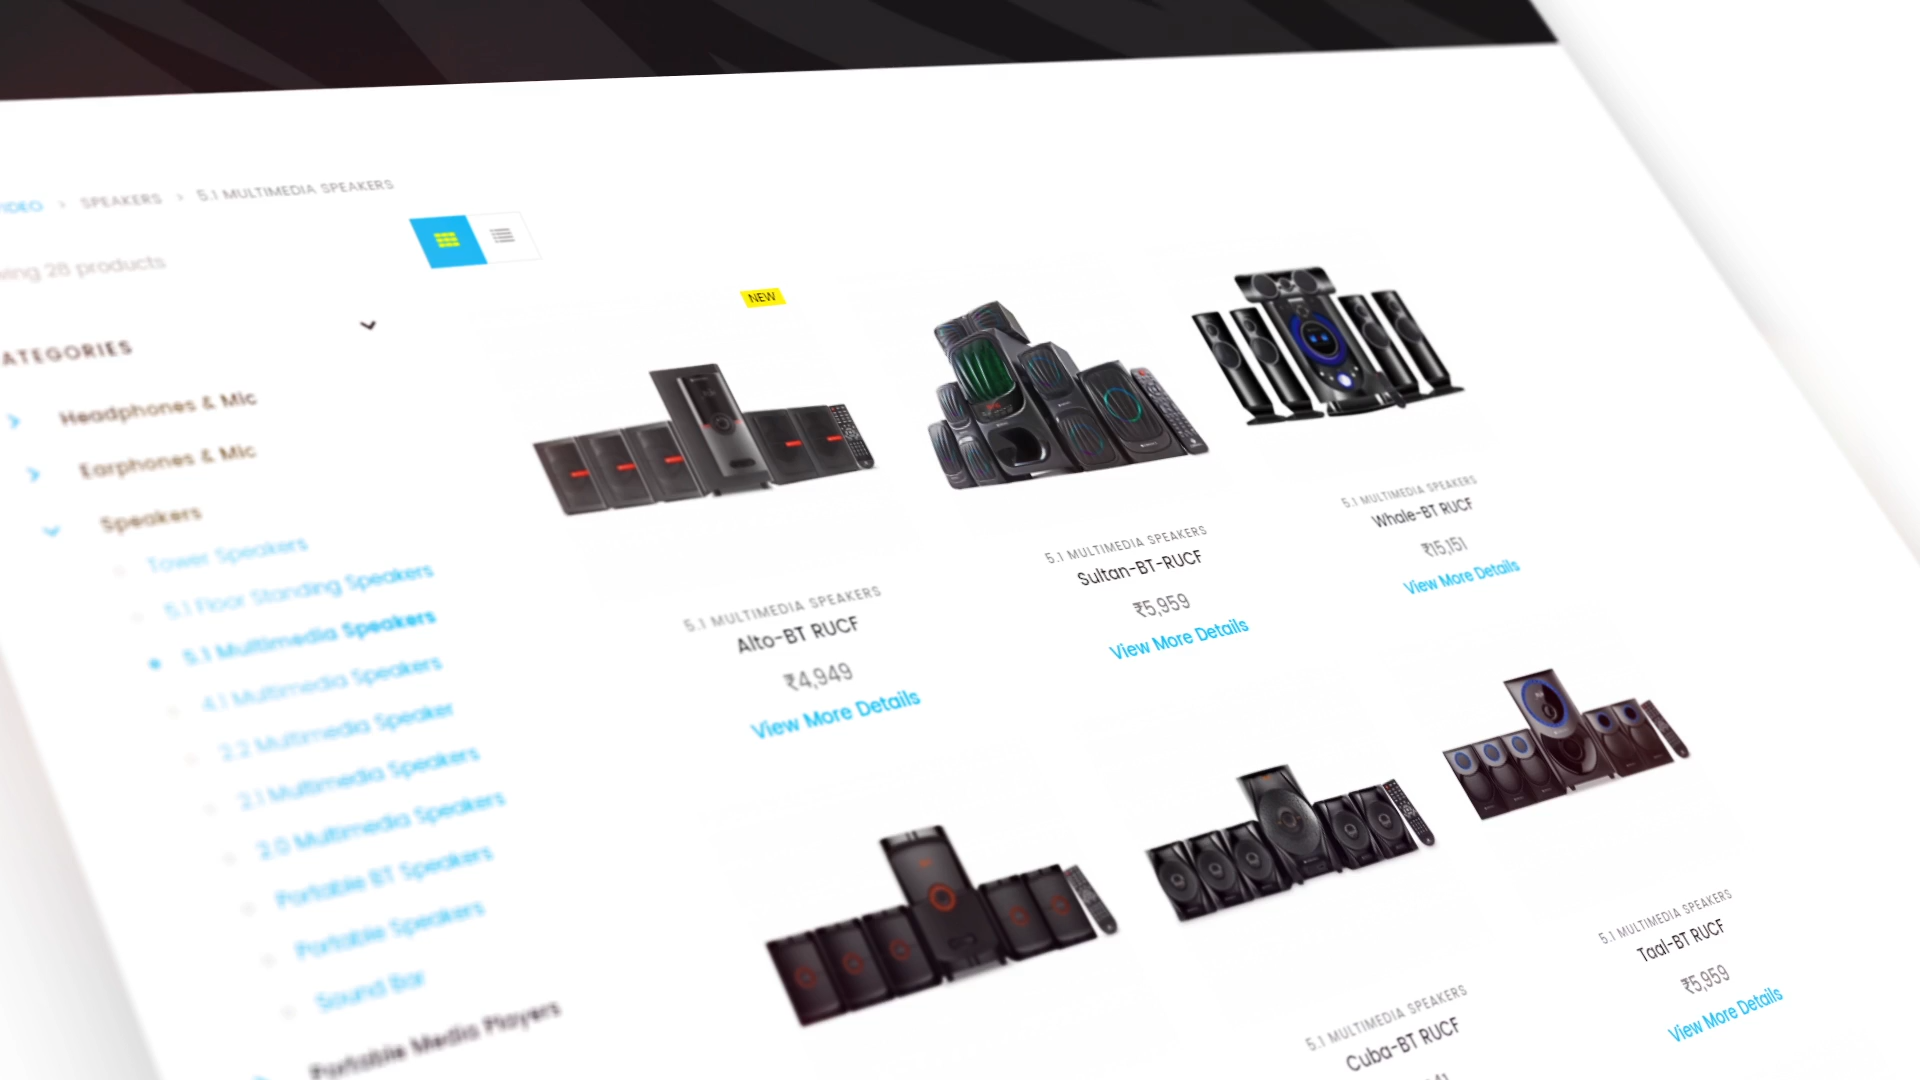 SPEAKERS > 5.1 MULTIMEDIA SPEAKERS
28 products
Headphones & Mic
Earphones & Mic
Speakers
Tower Speakers
5.1 Floor Standing Speakers
5.1 Multimedia Speakers
4.1 Multimedia Speakers
2.2 Multimedia Speaker
2.1 Multimedia Speakers
2.0 Multimedia Speakers
Portable BT Speakers
Portable Speakers
Sound Bar
Portable Media Players
NEW
5.1 MULTIMEDIA SPEAKERS
Alto-BT RUCF
₹4,949
View More Details
5.1 MULTIMEDIA SPEAKERS
Sultan-BT-RUCF
₹5,959
View More Details
5.1 MULTIMEDIA SPEAKERS
Whale-BT RUCF
₹15,151
View More Details
5.1 MULTIMEDIA SPEAKERS
Cuba-BT RUCF
5.1 MULTIMEDIA SPEAKERS
Taal-BT RUCF
₹5,959
View More Details